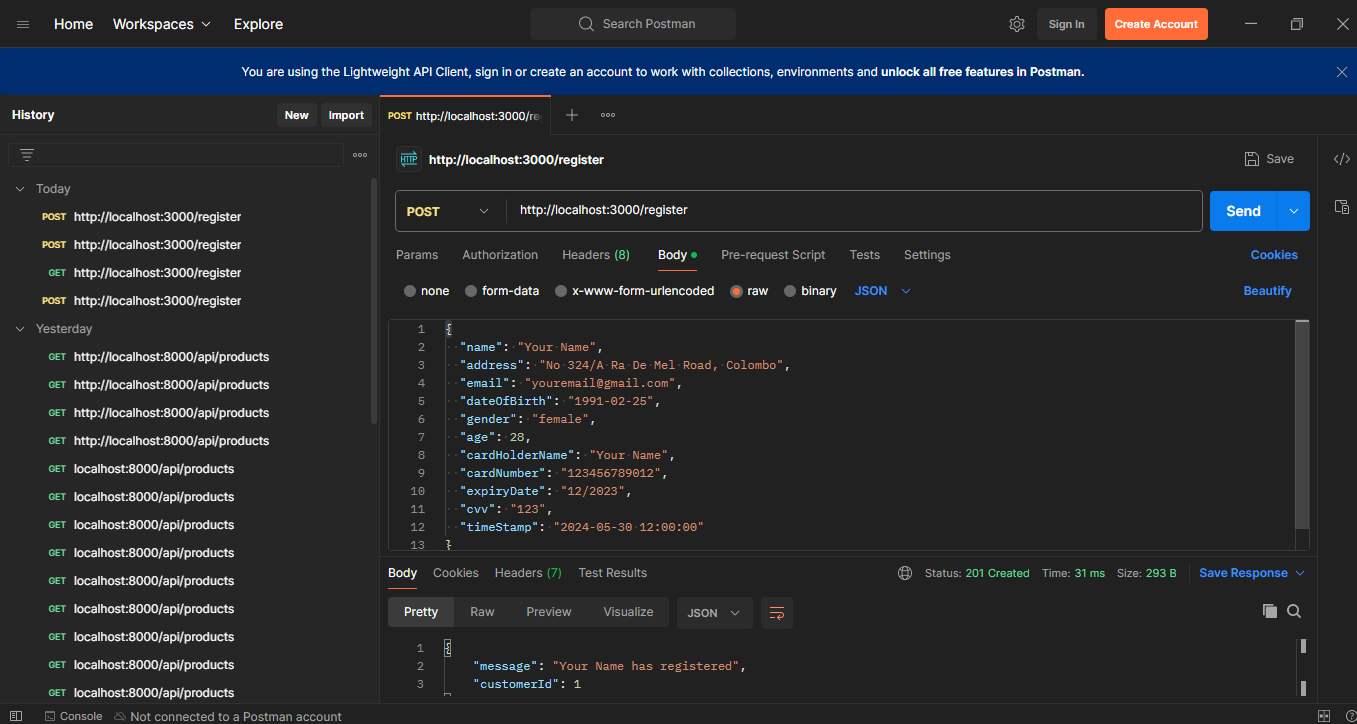 Home Workspaces Explore Search Postman Sign In Create Account
You are using the Lightweight API Client, sign in or create an account to work with collections, environments and unlock all free features in Postman.
History New Import
Today
POST http://localhost:3000/register
POST http://localhost:3000/register
GET http://localhost:3000/register
POST http://localhost:3000/register
Yesterday
GET http://localhost:8000/api/products
GET http://localhost:8000/api/products
GET http://localhost:8000/api/products
GET http://localhost:8000/api/products
GET localhost:8000/api/products
GET localhost:8000/api/products
GET localhost:8000/api/products
GET localhost:8000/api/products
GET localhost:8000/api/products
GET localhost:8000/api/products
GET localhost:8000/api/products
GET localhost:8000/api/products
GET localhost:8000/api/products
POST http://localhost:3000/re
HTTP http://localhost:3000/register Save </>
POST http://localhost:3000/register Send
Params Authorization Headers (8) Body Pre-request Script Tests Settings Cookies
none form-data x-www-form-urlencoded raw binary JSON Beautify
1 {
2 "name": "Your Name",
3 "address": "No 324/A Ra De Mel Road, Colombo",
4 "email": "youremail@gmail.com",
5 "dateOfBirth": "1991-02-25",
6 "gender": "female",
7 "age": 28,
8 "cardHolderName": "Your Name",
9 "cardNumber": "123456789012",
10 "expiryDate": "12/2023",
11 "cvv": "123",
12 "timeStamp": "2024-05-30 12:00:00"
13 }
Body Cookies Headers (7) Test Results Status: 201 Created Time: 31 ms Size: 293 B Save Response
Pretty Raw Preview Visualize JSON
1 {
2 "message": "Your Name has registered",
3 "customerId": 1
Console Not connected to a Postman account